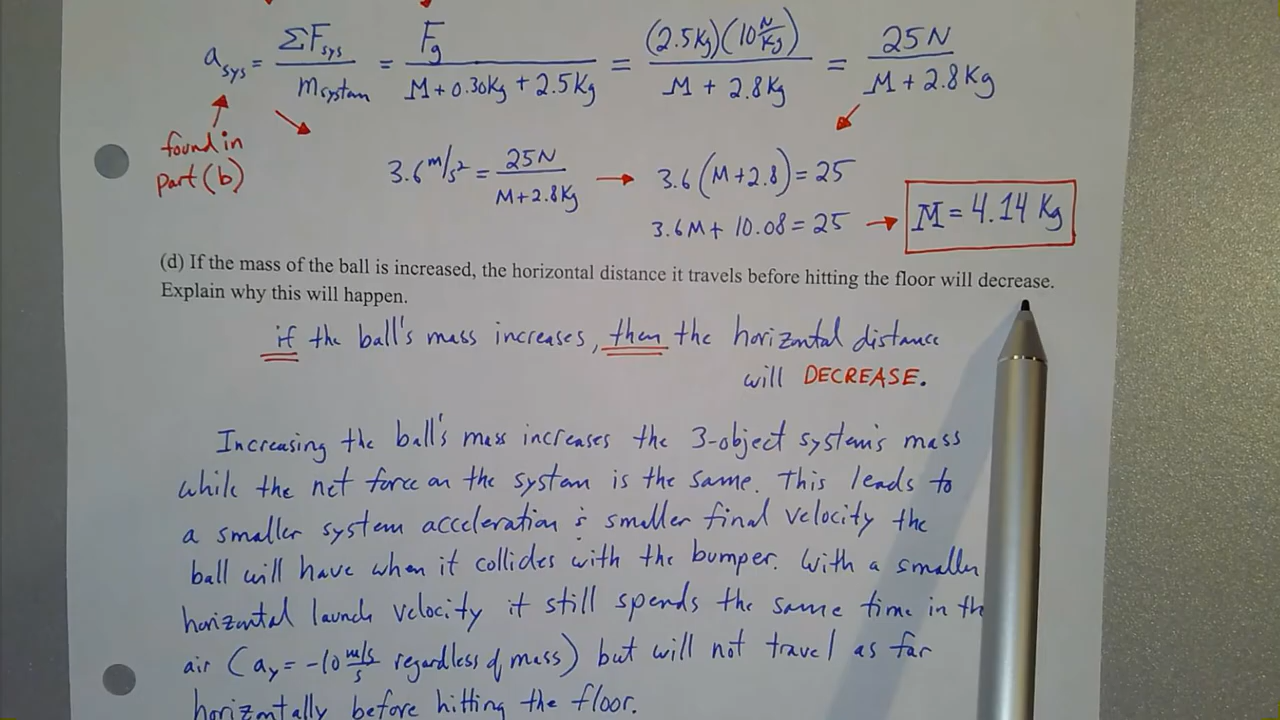 a_sys = ΣF_sys / m_system = F_g / (M + 0.30Kg + 2.5Kg) = (2.5Kg)(10 N/Kg) / (M + 2.8Kg) = 25 N / (M + 2.8Kg)
found in
part (b)
3.6 m/s² = 25N / (M + 2.8Kg) → 3.6(M + 2.8) = 25
3.6M + 10.08 = 25 → M = 4.14 Kg
(d) If the mass of the ball is increased, the horizontal distance it travels before hitting the floor will decrease.
Explain why this will happen.
if the ball's mass increases, then the horizontal distance
will DECREASE.
Increasing the ball's mass increases the 3-object system's mass
while the net force on the system is the same. This leads to
a smaller system acceleration & smaller final velocity the
ball will have when it collides with the bumper. With a smaller
horizontal launch velocity it still spends the same time in th
air (a_y = -10 m/s/s regardless of mass) but will not travel as far
horizontally before hitting the floor.